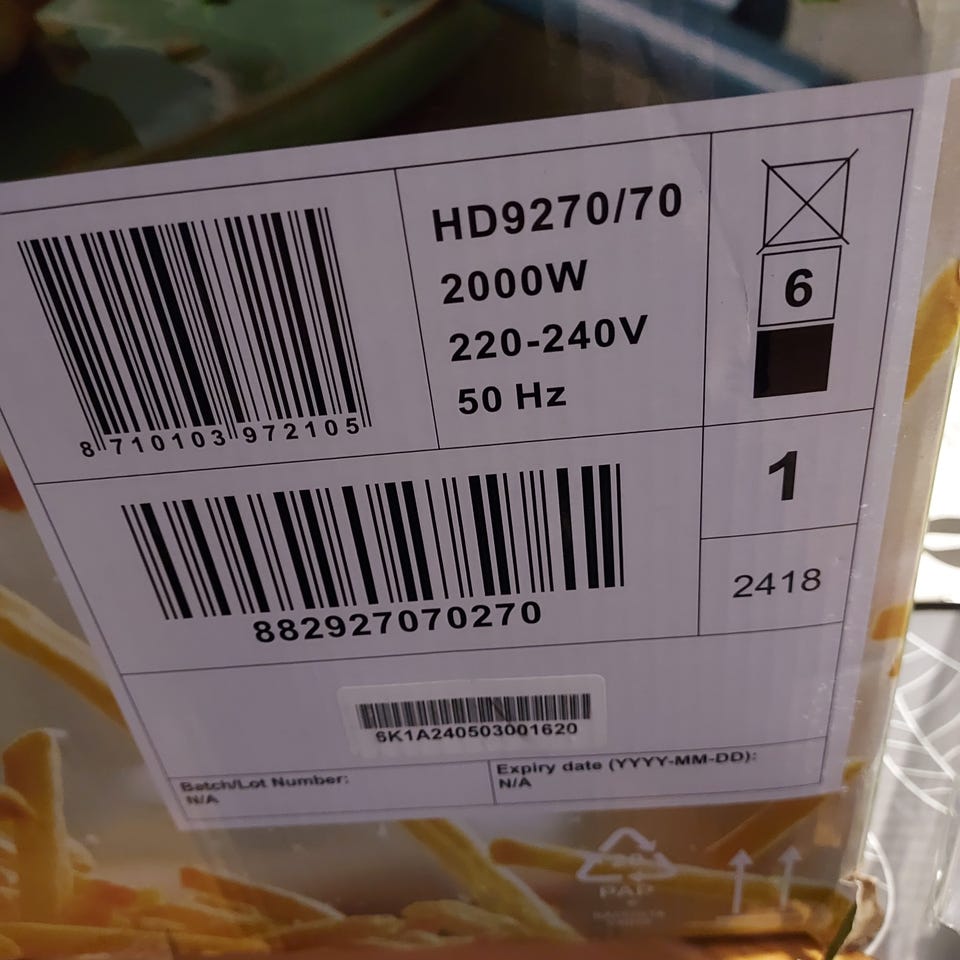 HD9270/70
2000W
220-240V
50 Hz
8 710103 972105
6
1
2418
882927070270
6K1A240503001620
Batch/Lot Number:
N/A
Expiry date (YYYY-MM-DD):
N/A
20
PAP